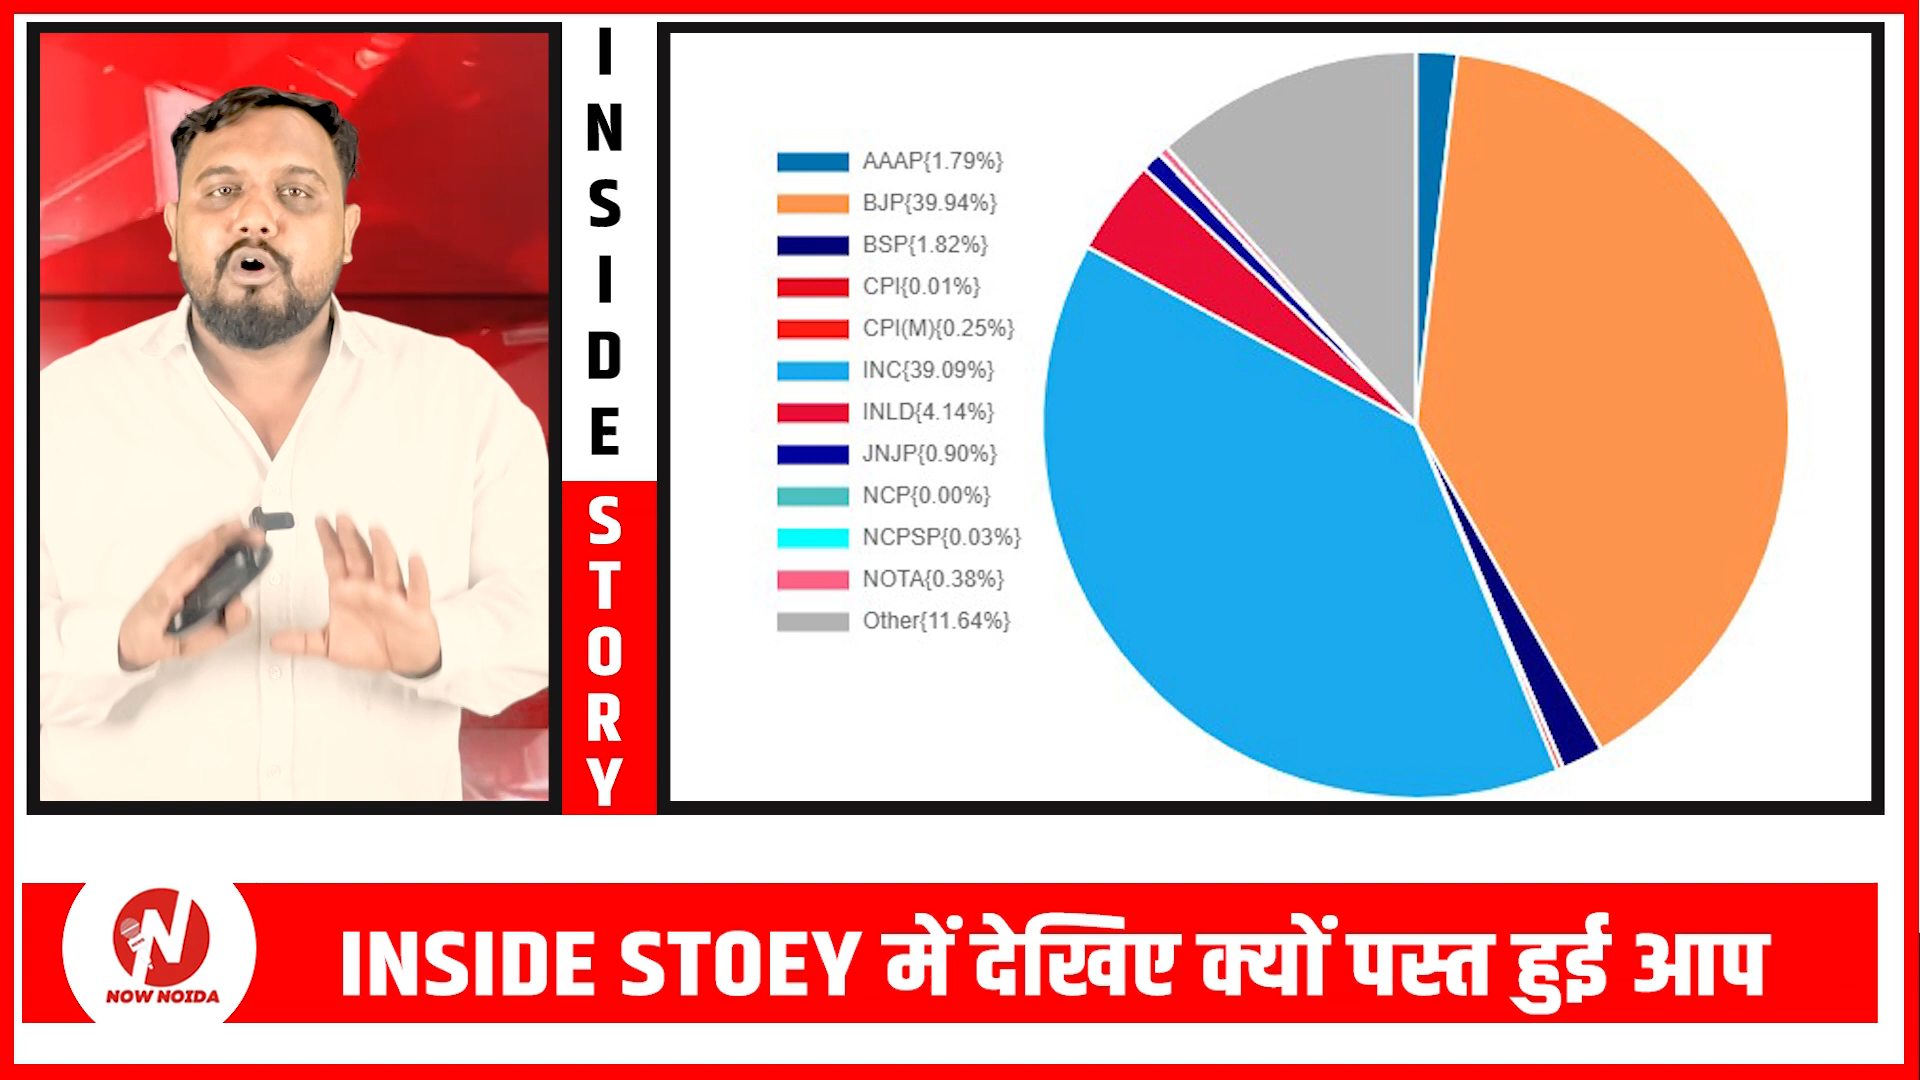 INSIDE
STORY
AAAP{1.79%}
BJP{39.94%}
BSP{1.82%}
CPI{0.01%}
CPI(M){0.25%}
INC{39.09%}
INLD{4.14%}
JNJP{0.90%}
NCP{0.00%}
NCPSP{0.03%}
NOTA{0.38%}
Other{11.64%}
N
NOW NOIDA
INSIDE STOEY में देखिए क्यों पस्त हुई आप